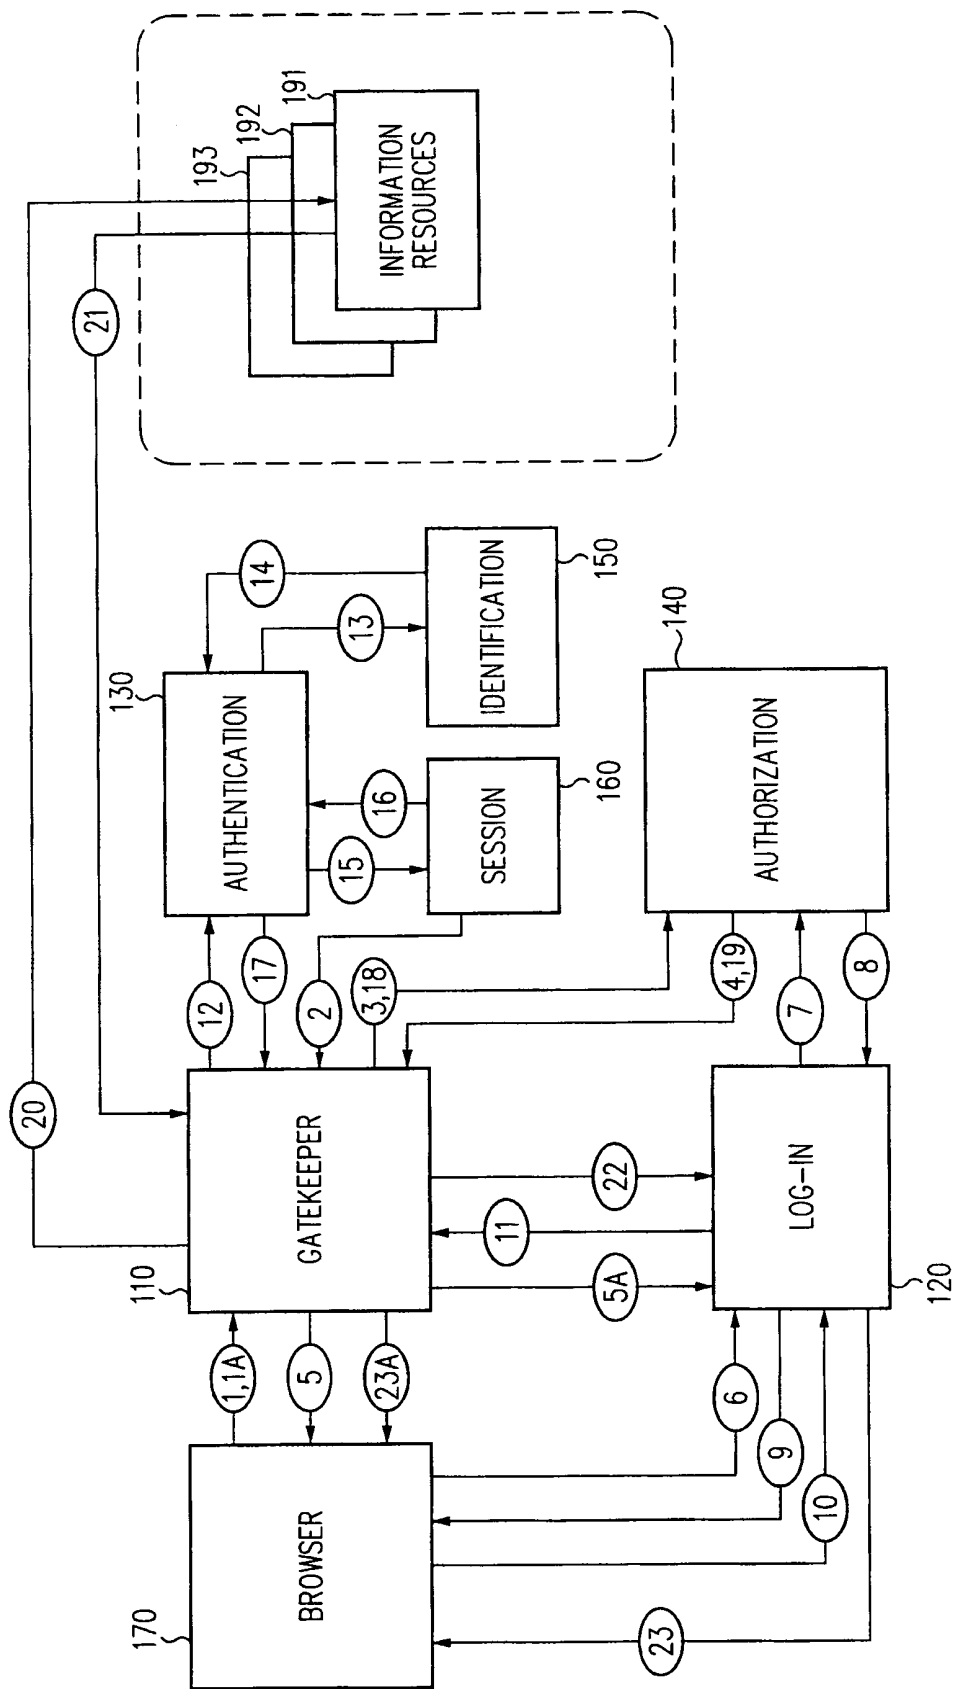 20
21
193
192
191
INFORMATION
RESOURCES
130
AUTHENTICATION
14
13
IDENTIFICATION
150
12
17
15
16
SESSION
160
2
3,18
4,19
140
AUTHORIZATION
7
8
110
GATEKEEPER
1,1A
5
23A
22
11
5A
LOG-IN
120
6
9
10
23
170
BROWSER